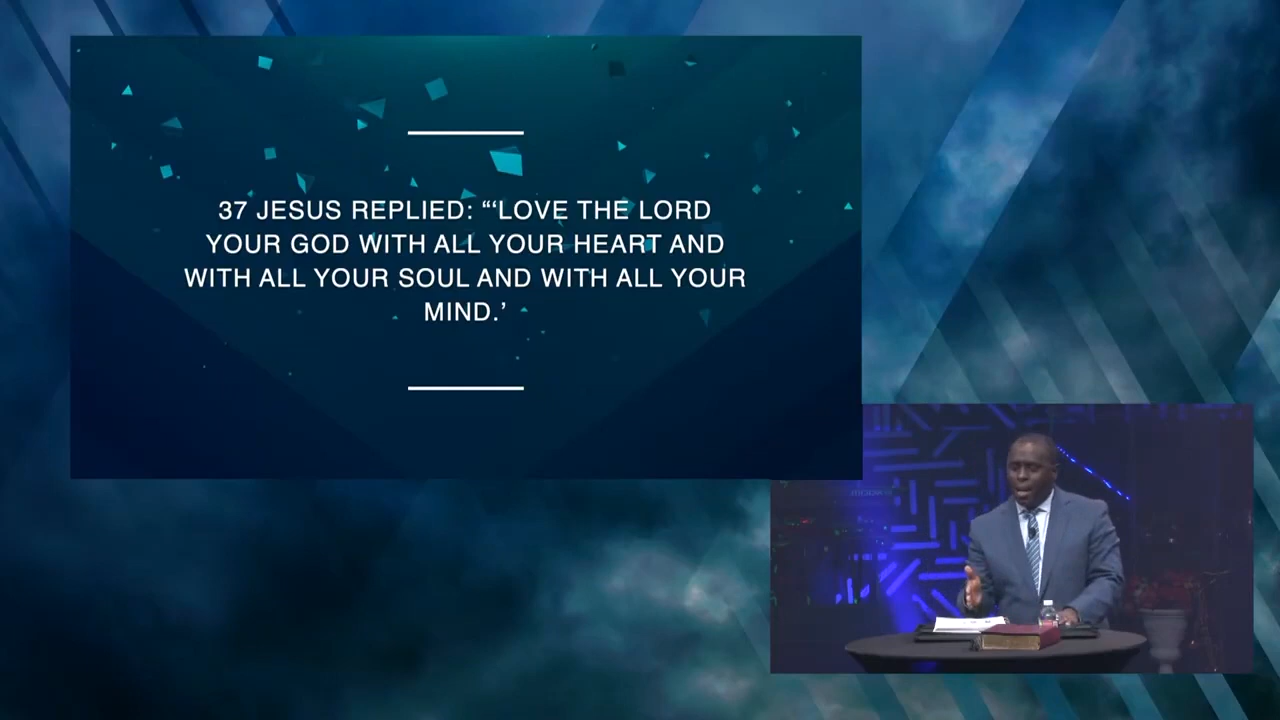 37 JESUS REPLIED: “‘LOVE THE LORD
YOUR GOD WITH ALL YOUR HEART AND
WITH ALL YOUR SOUL AND WITH ALL YOUR
MIND.’